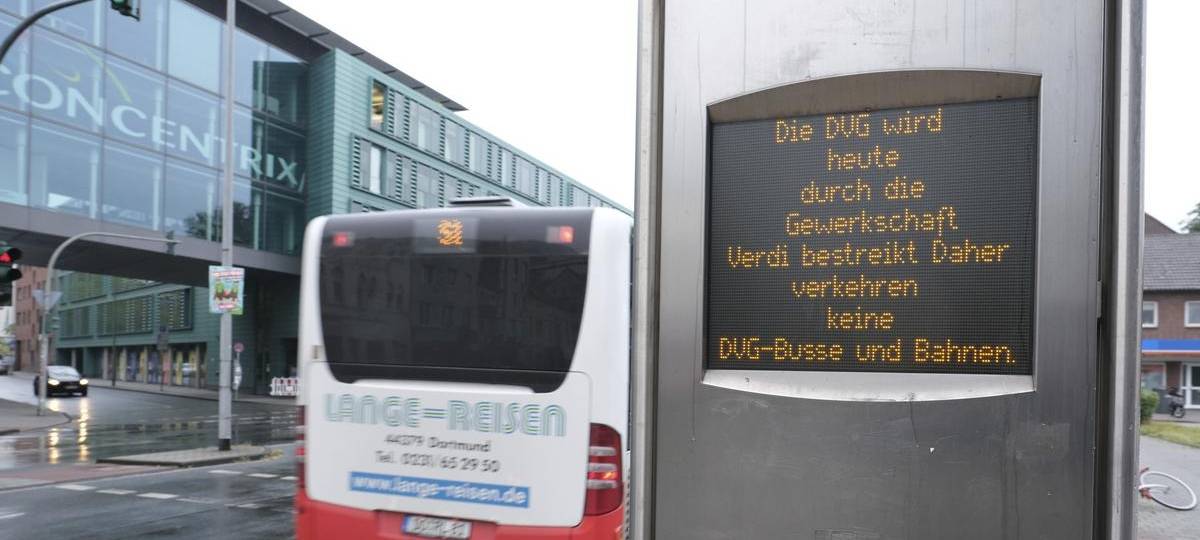 CONCENTRIX
Die DVG wird
heute
durch die
Gewerkschaft
Verdi bestreikt Daher
verkehren
keine
DVG-Busse und Bahnen.
LANGE-REISEN
44379 Dortmund
Tel. 0231/65 29 50
www.lange-reisen.de